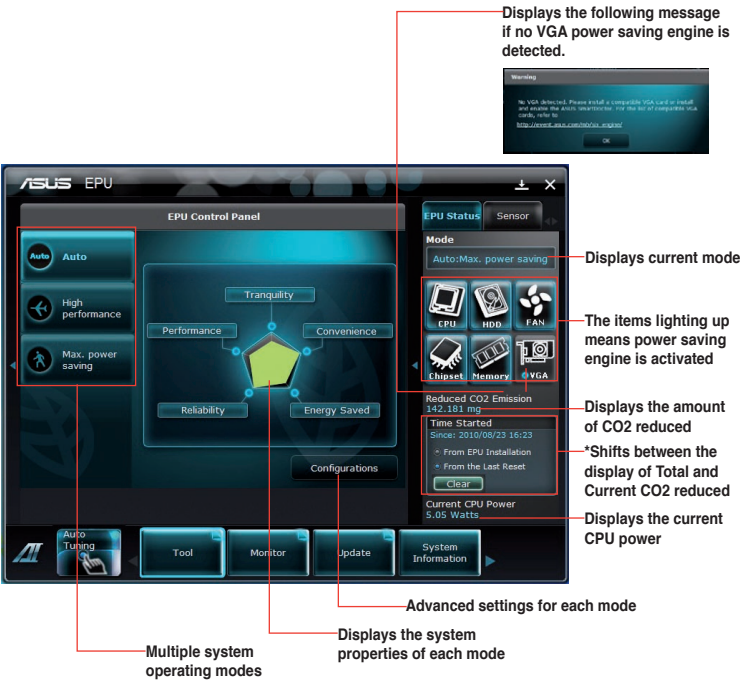 Displays the following message
if no VGA power saving engine is
detected.
Warning
No VGA detected. Please install a compatible VGA card or install
and enable the ASUS SmartDoctor. For the list of compatible VGA
cards, refer to
http://event.asus.com/mb/six_engine/
OK
ASUS EPU
EPU Control Panel
Auto Auto
High
performance
Max. power
saving
Tranquility
Performance
Convenience
Reliability
Energy Saved
Configurations
EPU Status Sensor
Mode
Auto:Max. power saving
CPU HDD FAN
Chipset Memory VGA
Reduced CO2 Emission
142.181 mg
Time Started
Since: 2010/08/23 16:23
From EPU Installation
From the Last Reset
Clear
Current CPU Power
5.05 Watts
Displays current mode
The items lighting up
means power saving
engine is activated
Displays the amount
of CO2 reduced
*Shifts between the
display of Total and
Current CO2 reduced
Displays the current
CPU power
AI
Auto
Tuning
Tool
Monitor
Update
System
Information
Advanced settings for each mode
Displays the system
properties of each mode
Multiple system
operating modes